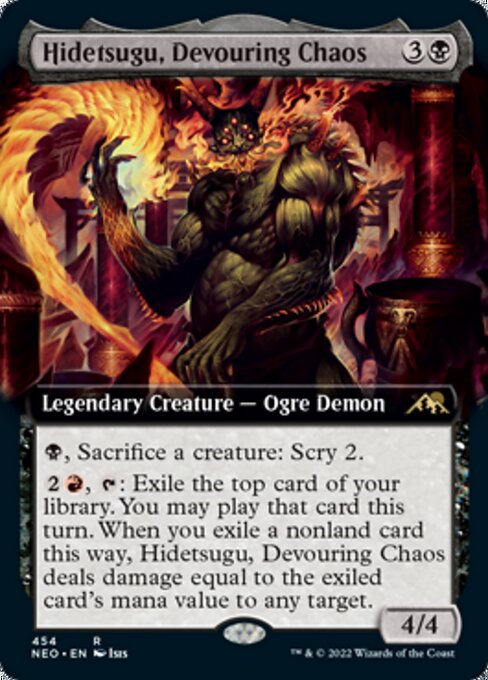 Hidetsugu, Devouring Chaos 3
Legendary Creature — Ogre Demon
, Sacrifice a creature: Scry 2.
2 , : Exile the top card of your
library. You may play that card this
turn. When you exile a nonland card
this way, Hidetsugu, Devouring Chaos
deals damage equal to the exiled
card's mana value to any target.
4/4
454 R
NEO • EN Isis
™ & © 2022 Wizards of the Coast